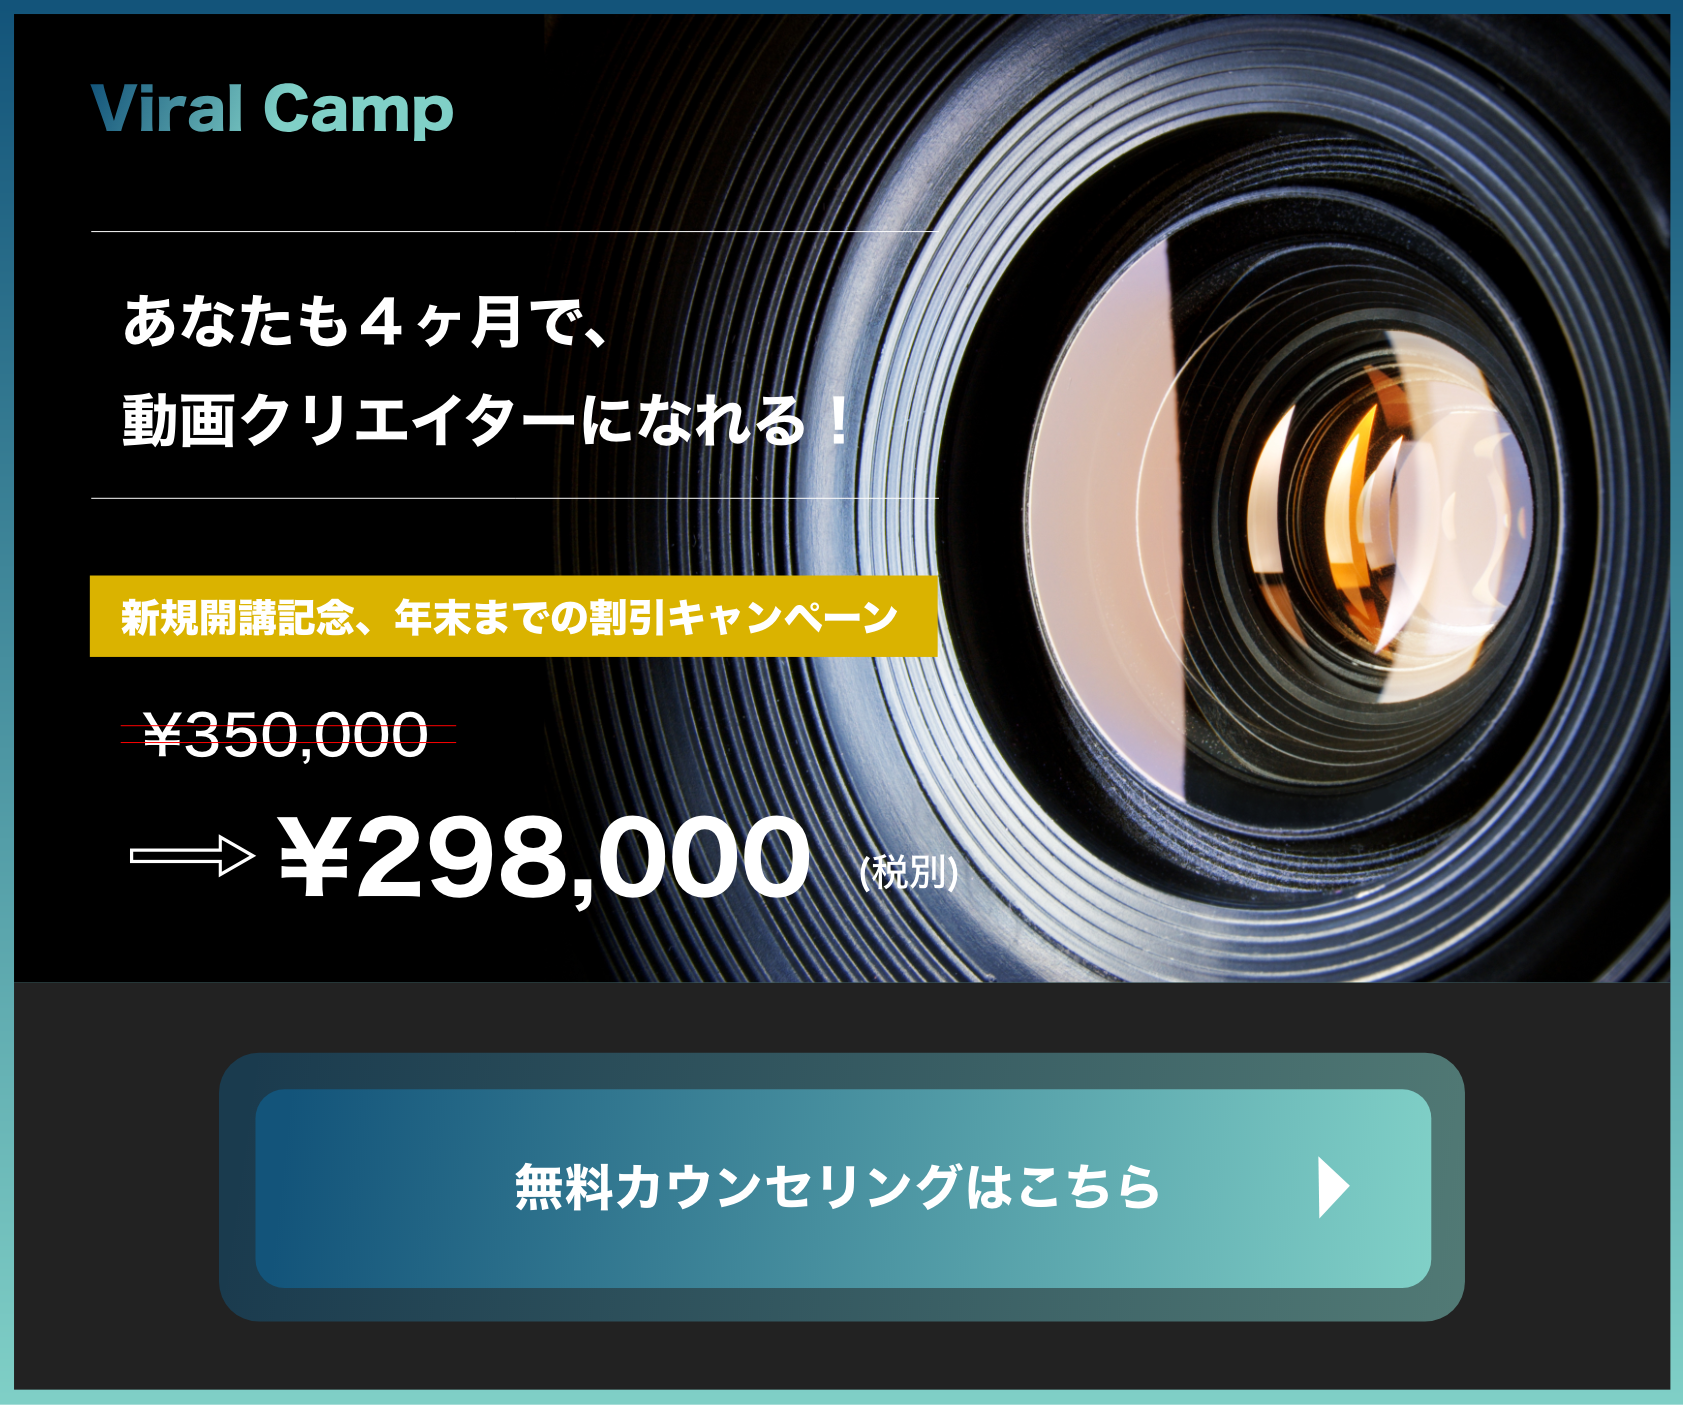 Viral Camp
あなたも４ヶ月で、
動画クリエイターになれる！
新規開講記念、年末までの割引キャンペーン
¥350,000
¥298,000 (税別)
無料カウンセリングはこちら